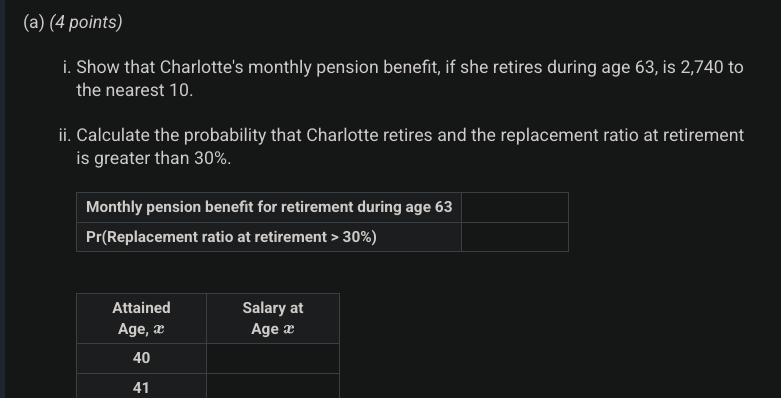 (a) (4 points)
i. Show that Charlotte's monthly pension benefit, if she retires during age 63, is 2,740 to
the nearest 10.
ii. Calculate the probability that Charlotte retires and the replacement ratio at retirement
is greater than 30%.
Monthly pension benefit for retirement during age 63
Pr(Replacement ratio at retirement > 30%)
Attained Salary at
Age, x Age x
40
41